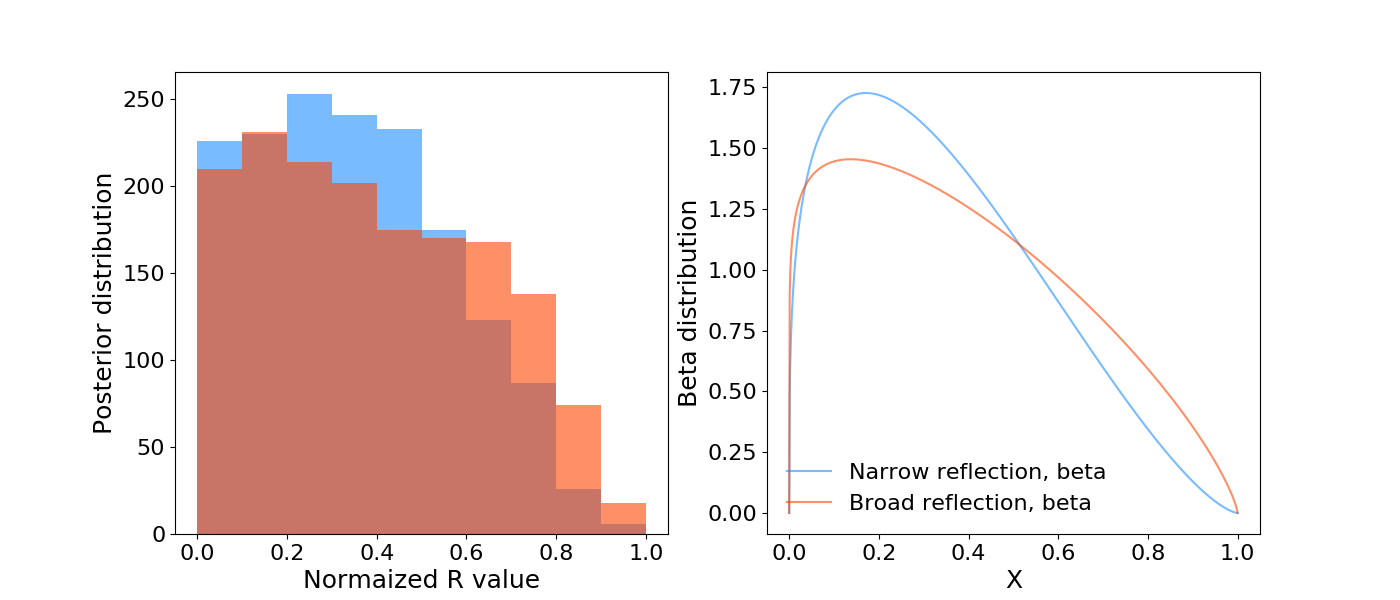 250
200
150
100
50
0
0.0 0.2 0.4 0.6 0.8 1.0
Normaized R value
Posterior distribution
1.75
1.50
1.25
1.00
0.75
0.50
0.25
0.00
0.0 0.2 0.4 0.6 0.8 1.0
X
Beta distribution
Narrow reflection, beta
Broad reflection, beta